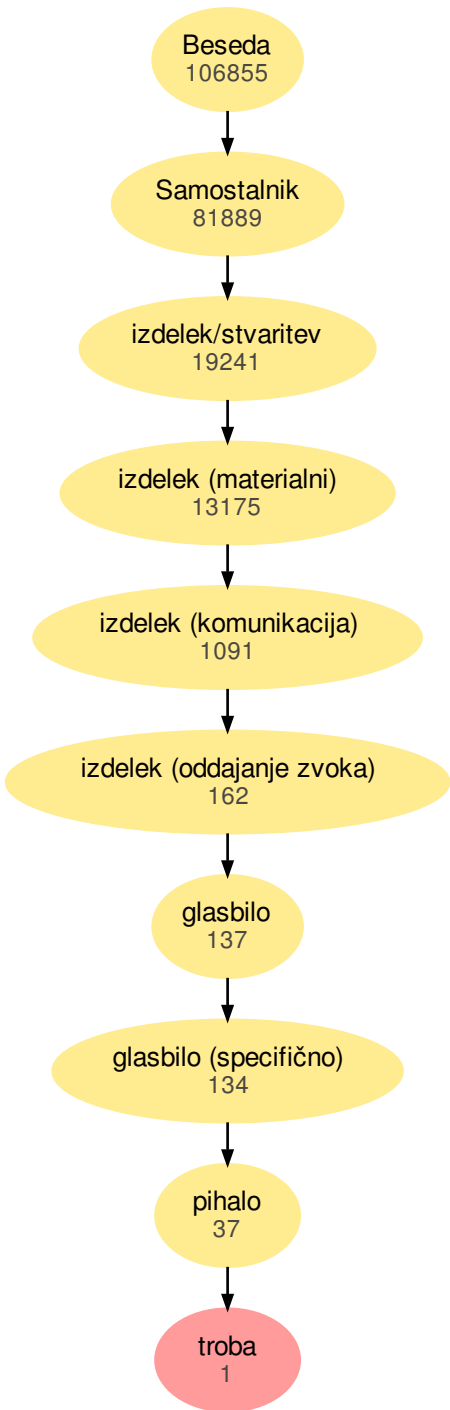 Beseda
106855
Samostalnik
81889
izdelek/stvaritev
19241
izdelek (materialni)
13175
izdelek (komunikacija)
1091
izdelek (oddajanje zvoka)
162
glasbilo
137
glasbilo (specifično)
134
pihalo
37
troba
1